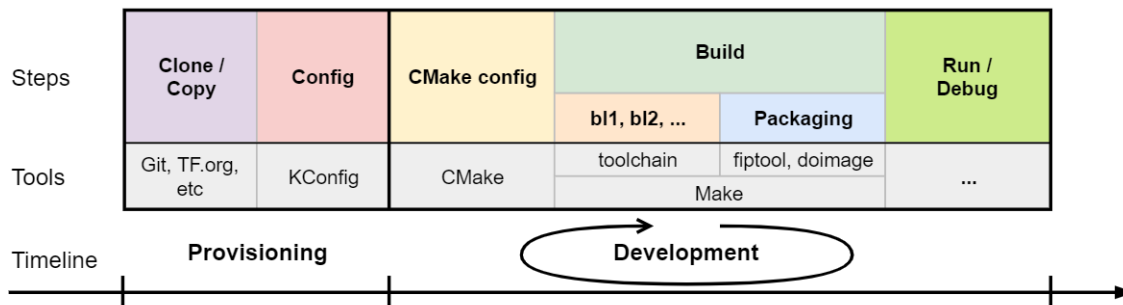 Steps
Clone /
Copy
Config
CMake config
Build
bl1, bl2, ...
Packaging
Run /
Debug
Tools
Git, TF.org,
etc
KConfig
CMake
toolchain
fiptool, doimage
Make
...
Timeline
Provisioning
Development